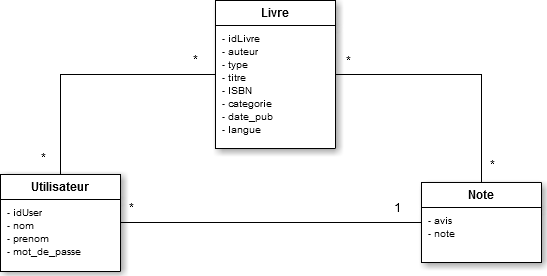 Livre
- idLivre
- auteur
- type
- titre
- ISBN
- categorie
- date_pub
- langue
*
*
*
*
Utilisateur
- idUser
- nom
- prenom
- mot_de_passe
*
1
Note
- avis
- note